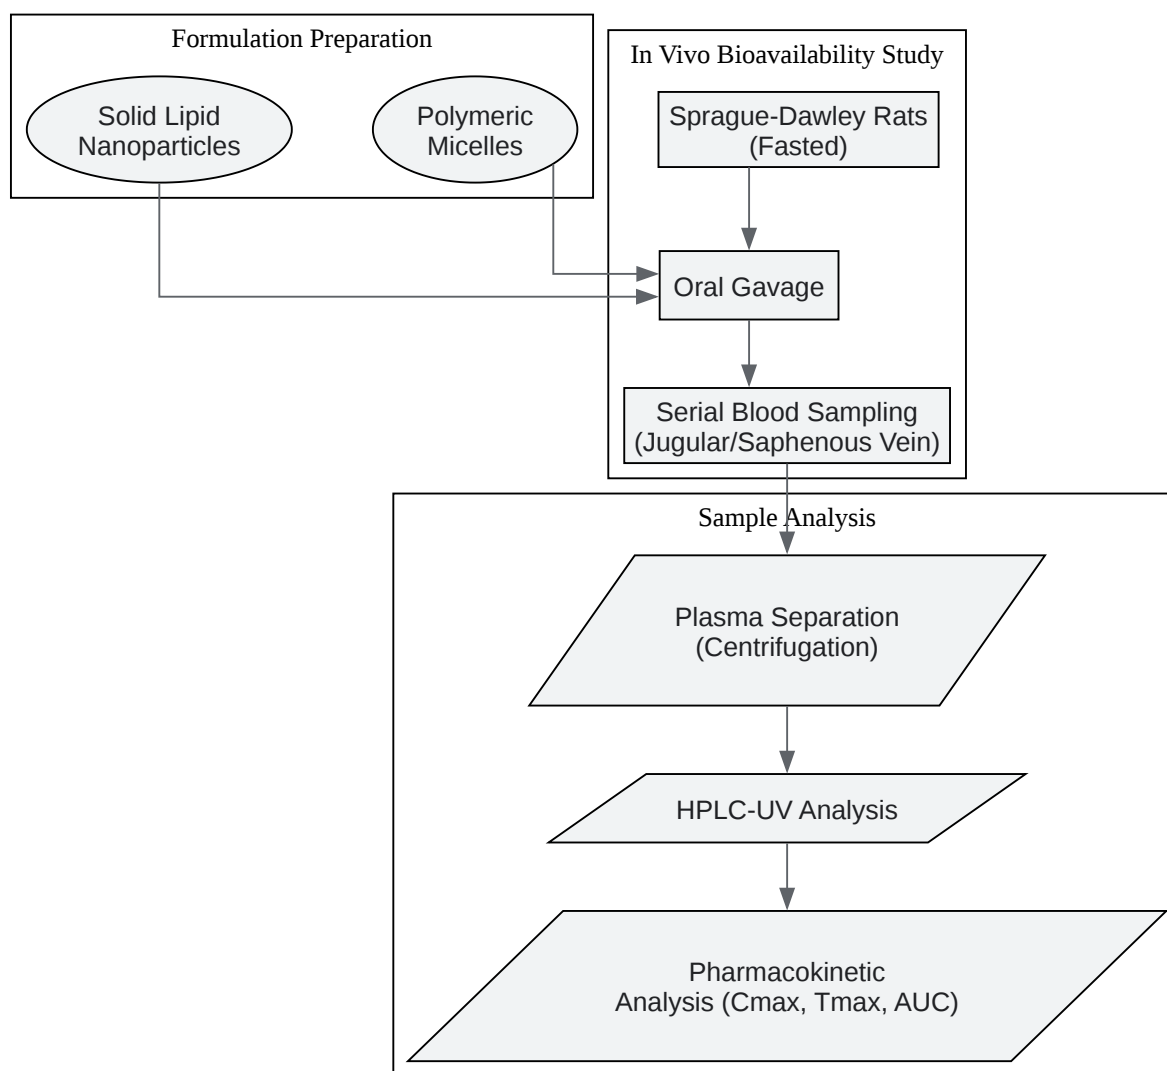 Formulation Preparation
Solid Lipid
Nanoparticles
Polymeric
Micelles
In Vivo Bioavailability Study
Sprague-Dawley Rats
(Fasted)
Oral Gavage
Serial Blood Sampling
(Jugular/Saphenous Vein)
Sample Analysis
Plasma Separation
(Centrifugation)
HPLC-UV Analysis
Pharmacokinetic
Analysis (Cmax, Tmax, AUC)